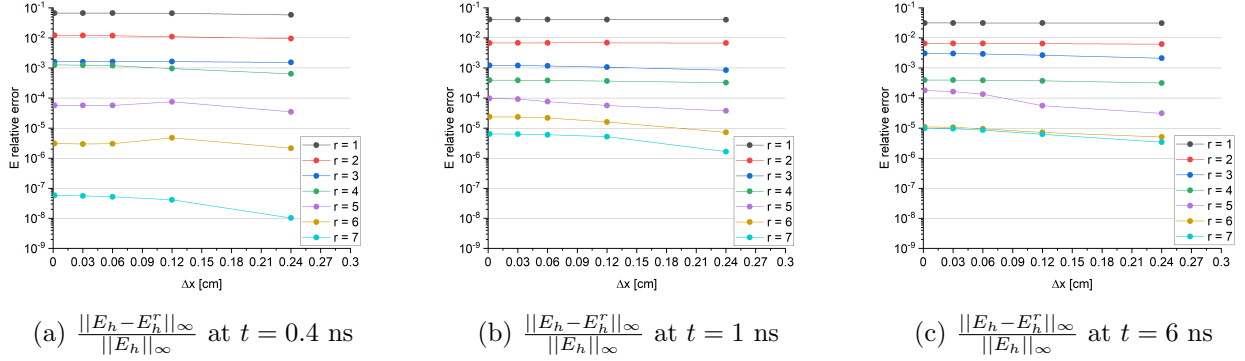 10^-1
10^-2
10^-3
10^-4
10^-5
10^-6
10^-7
10^-8
10^-9
E relative error
0 0.03 0.06 0.09 0.12 0.15 0.18 0.21 0.24 0.27 0.3
Δx [cm]
r = 1
r = 2
r = 3
r = 4
r = 5
r = 6
r = 7
(a) ||E_h−E_h^r||_∞ / ||E_h||_∞ at t = 0.4 ns
10^-1
10^-2
10^-3
10^-4
10^-5
10^-6
10^-7
10^-8
10^-9
E relative error
0 0.03 0.06 0.09 0.12 0.15 0.18 0.21 0.24 0.27 0.3
Δx [cm]
r = 1
r = 2
r = 3
r = 4
r = 5
r = 6
r = 7
(b) ||E_h−E_h^r||_∞ / ||E_h||_∞ at t = 1 ns
10^-1
10^-2
10^-3
10^-4
10^-5
10^-6
10^-7
10^-8
10^-9
E relative error
0 0.03 0.06 0.09 0.12 0.15 0.18 0.21 0.24 0.27 0.3
Δx [cm]
r = 1
r = 2
r = 3
r = 4
r = 5
r = 6
r = 7
(c) ||E_h−E_h^r||_∞ / ||E_h||_∞ at t = 6 ns